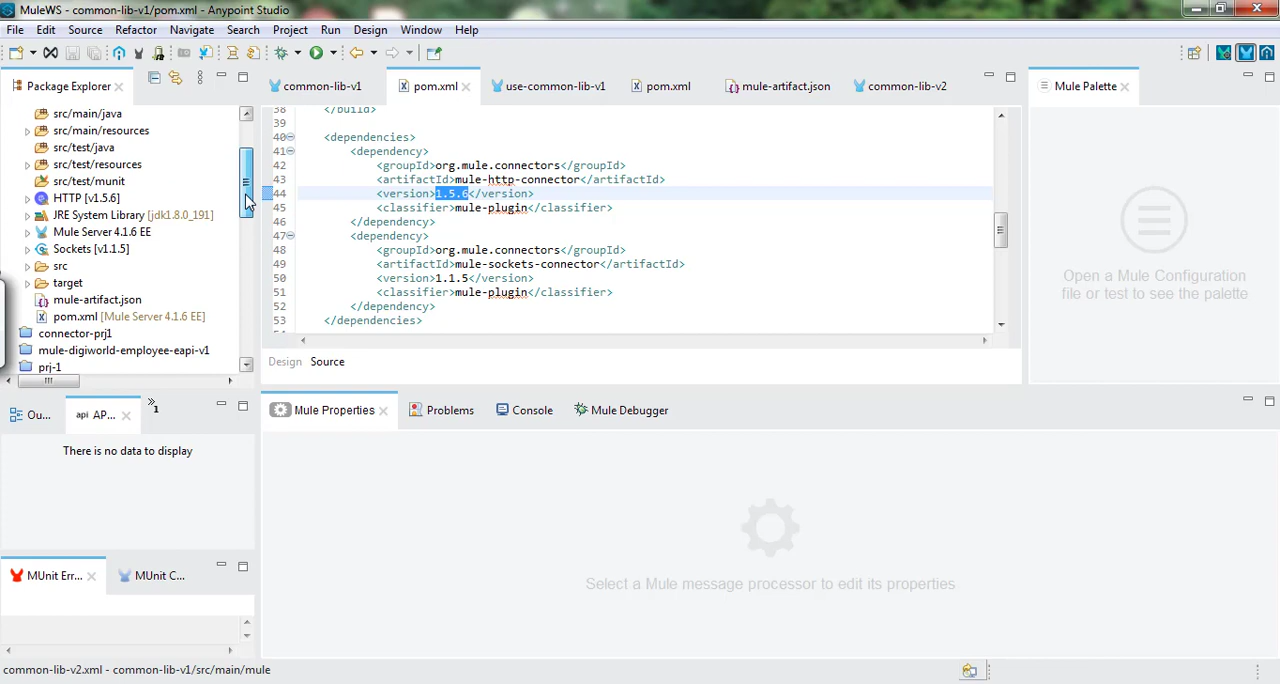 MuleWS - common-lib-v1/pom.xml - Anypoint Studio
File Edit Source Refactor Navigate Search Project Run Design Window Help
Package Explorer
src/main/java
src/main/resources
src/test/java
src/test/resources
src/test/munit
HTTP [v1.5.6]
JRE System Library [jdk1.8.0_191]
Mule Server 4.1.6 EE
Sockets [v1.1.5]
src
target
mule-artifact.json
pom.xml [Mule Server 4.1.6 EE]
connector-prj1
mule-digiworld-employee-eapi-v1
prj-1
common-lib-v1 pom.xml use-common-lib-v1 pom.xml mule-artifact.json common-lib-v2
38 </build>
39
40 <dependencies>
41 <dependency>
42 <groupId>org.mule.connectors</groupId>
43 <artifactId>mule-http-connector</artifactId>
44 <version>1.5.6</version>
45 <classifier>mule-plugin</classifier>
46 </dependency>
47 <dependency>
48 <groupId>org.mule.connectors</groupId>
49 <artifactId>mule-sockets-connector</artifactId>
50 <version>1.1.5</version>
51 <classifier>mule-plugin</classifier>
52 </dependency>
53 </dependencies>
Design Source
Mule Palette
Open a Mule Configuration
file or test to see the palette
Ou... api AP... 1
There is no data to display
MUnit Err... MUnit C...
Mule Properties Problems Console Mule Debugger
Select a Mule message processor to edit its properties
common-lib-v2.xml - common-lib-v1/src/main/mule